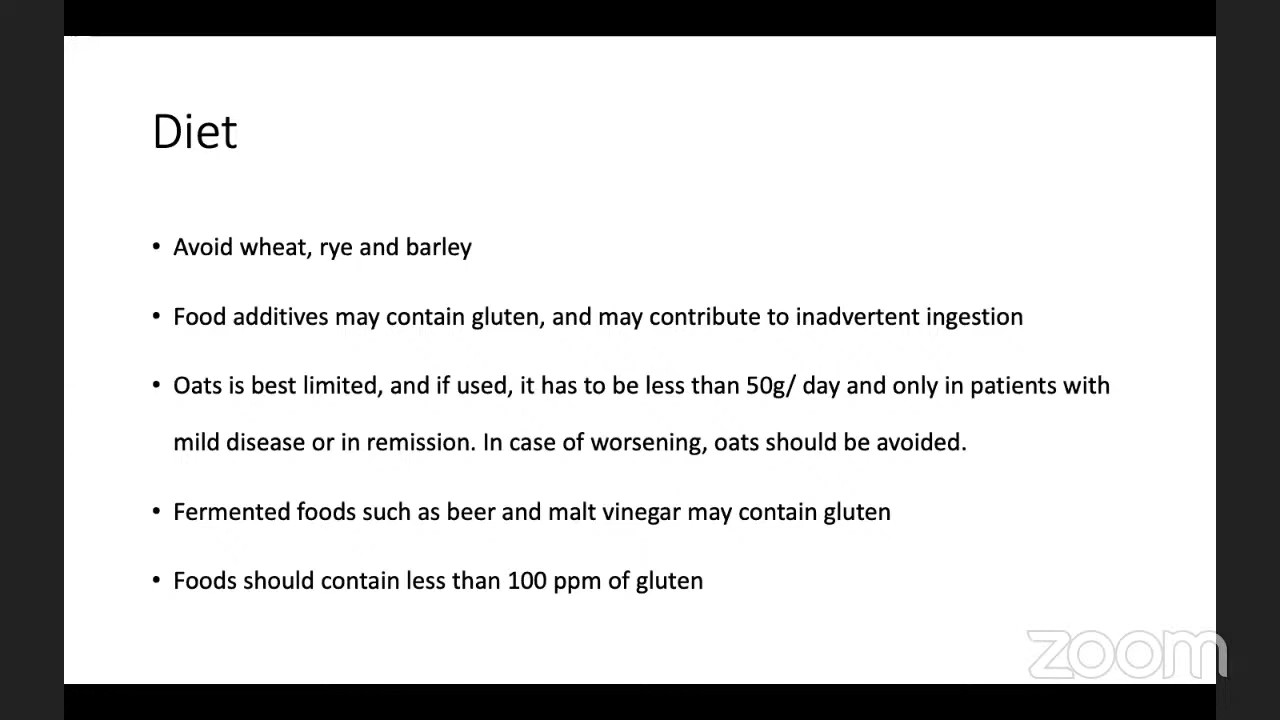 Diet
• Avoid wheat, rye and barley
• Food additives may contain gluten, and may contribute to inadvertent ingestion
• Oats is best limited, and if used, it has to be less than 50g/ day and only in patients with
mild disease or in remission. In case of worsening, oats should be avoided.
• Fermented foods such as beer and malt vinegar may contain gluten
• Foods should contain less than 100 ppm of gluten
zoom